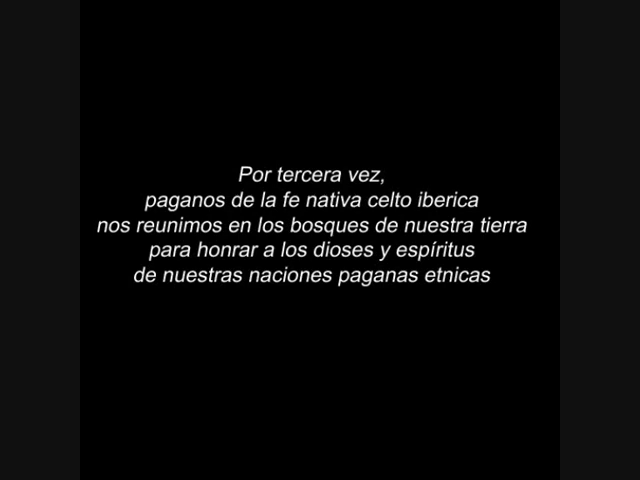 Por tercera vez,
paganos de la fe nativa celto iberica
nos reunimos en los bosques de nuestra tierra
para honrar a los dioses y espíritus
de nuestras naciones paganas etnicas